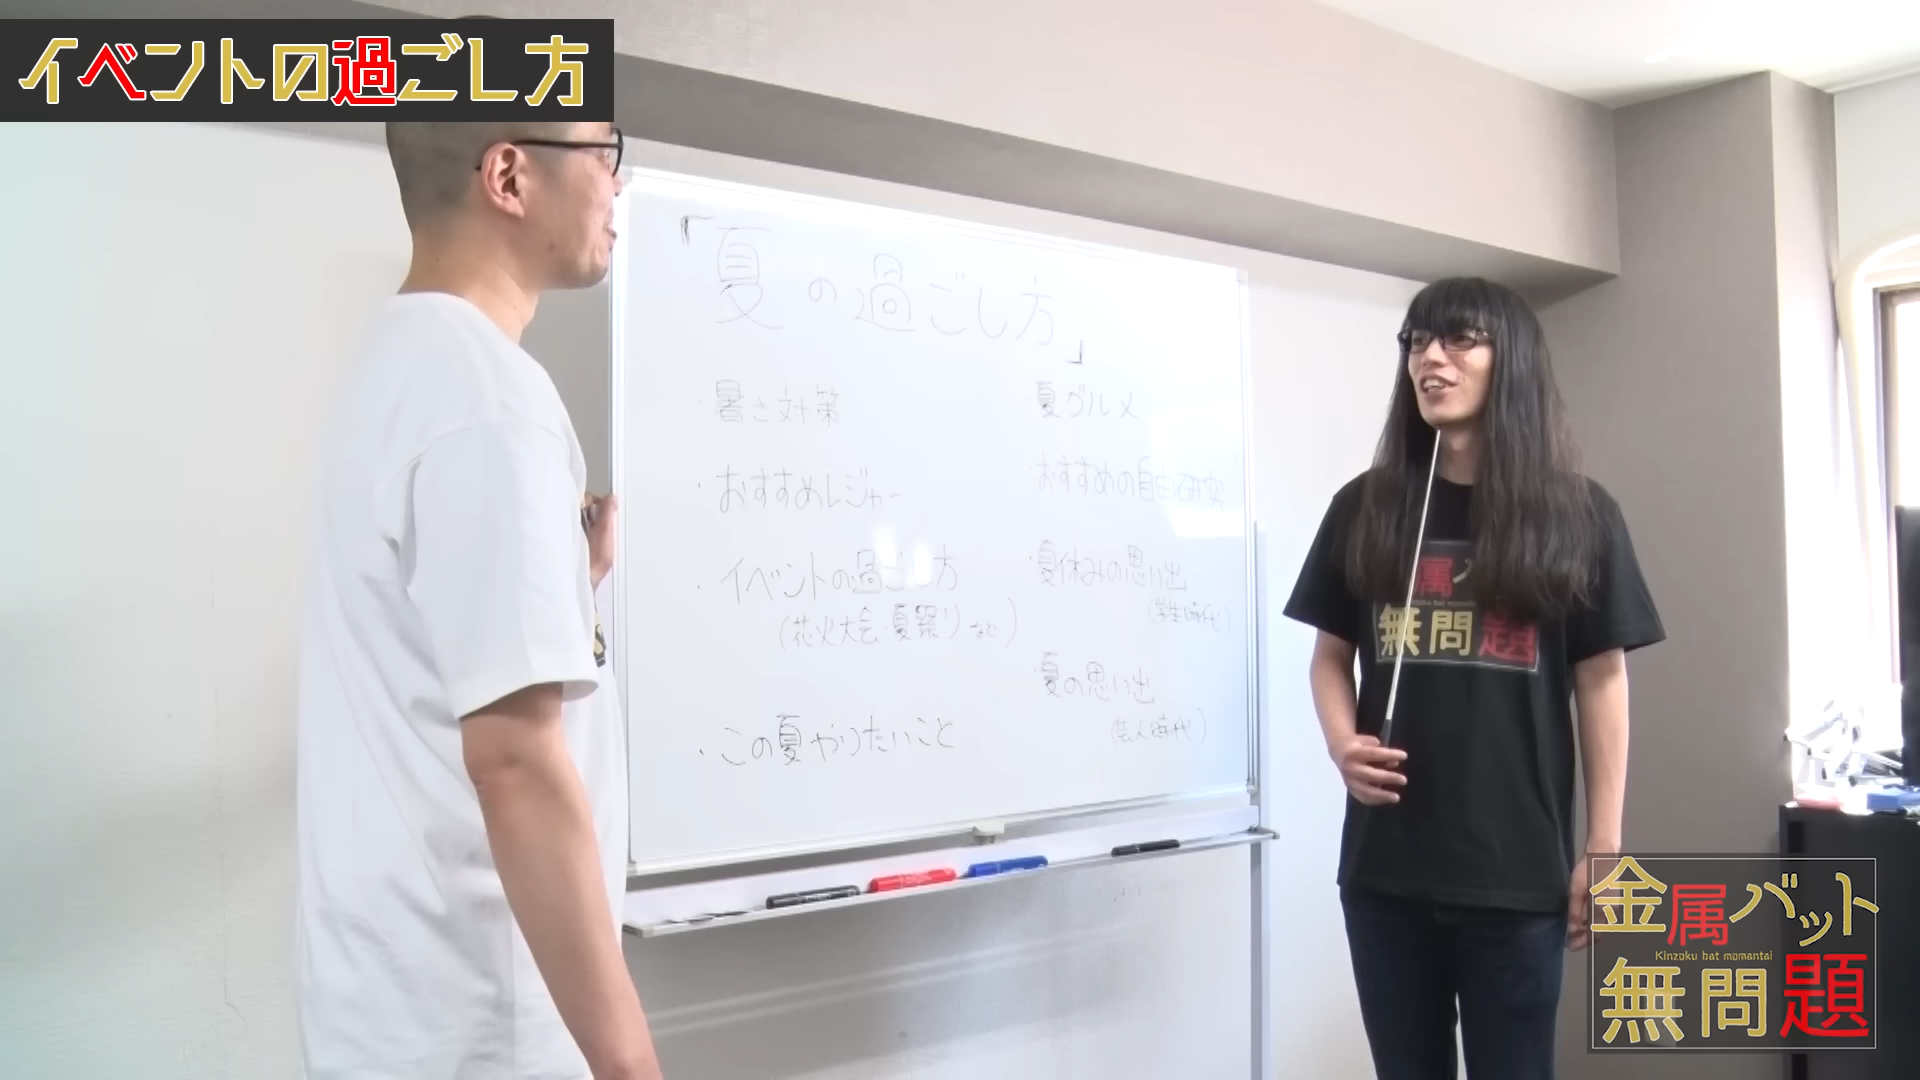 イベントの過ごし方
「夏の過ごし方」
・暑さ対策
・おすすめレジャー
・イベントの過ごし方
(花火大会・夏祭りなど)
・この夏やりたいこと
・夏グルメ
おすすめの自由研究
・夏休みの思い出
(学生時代)
・夏の思い出
(芸人時代)
属バ
無問題
金属バット
Kinzoku bat momantai
無問題